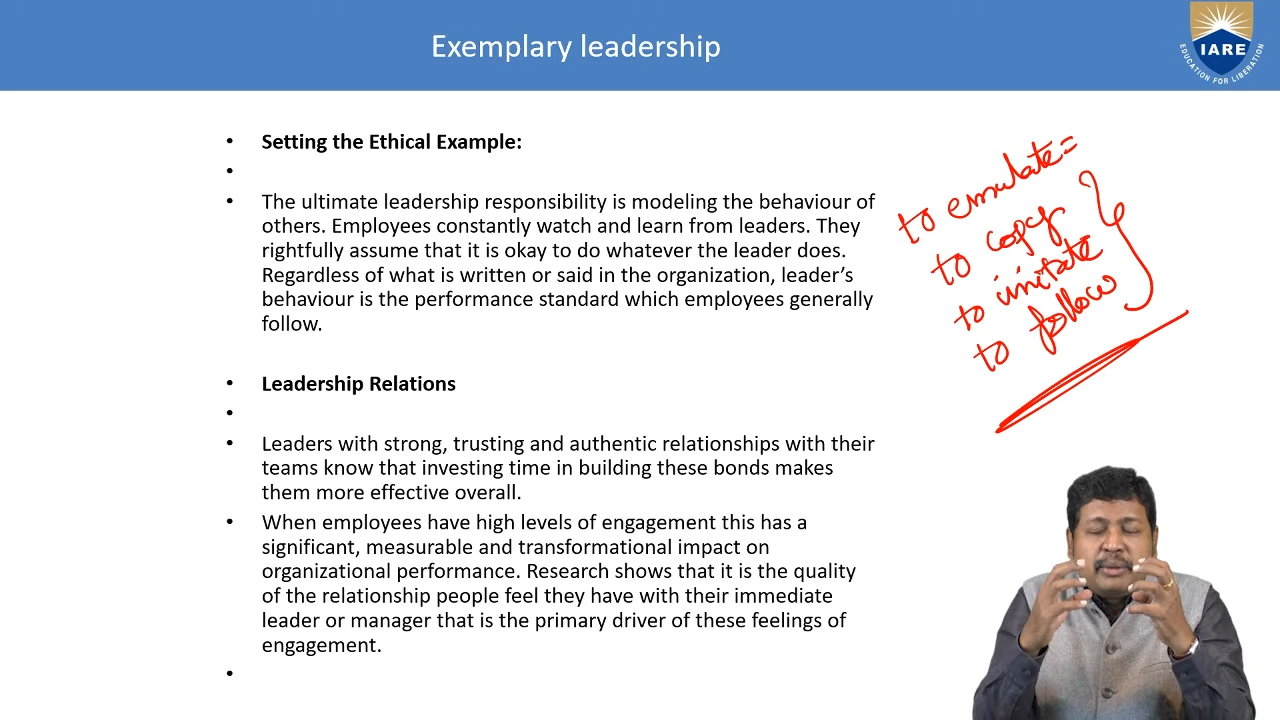 Exemplary leadership
IARE
EDUCATION FOR LIBERATION
• Setting the Ethical Example:
•
• The ultimate leadership responsibility is modeling the behaviour of
others. Employees constantly watch and learn from leaders. They
rightfully assume that it is okay to do whatever the leader does.
Regardless of what is written or said in the organization, leader's
behaviour is the performance standard which employees generally
follow.
• Leadership Relations
•
• Leaders with strong, trusting and authentic relationships with their
teams know that investing time in building these bonds makes
them more effective overall.
• When employees have high levels of engagement this has a
significant, measurable and transformational impact on
organizational performance. Research shows that it is the quality
of the relationship people feel they have with their immediate
leader or manager that is the primary driver of these feelings of
engagement.
•
to emulate=
to copy
to imitate
to follow